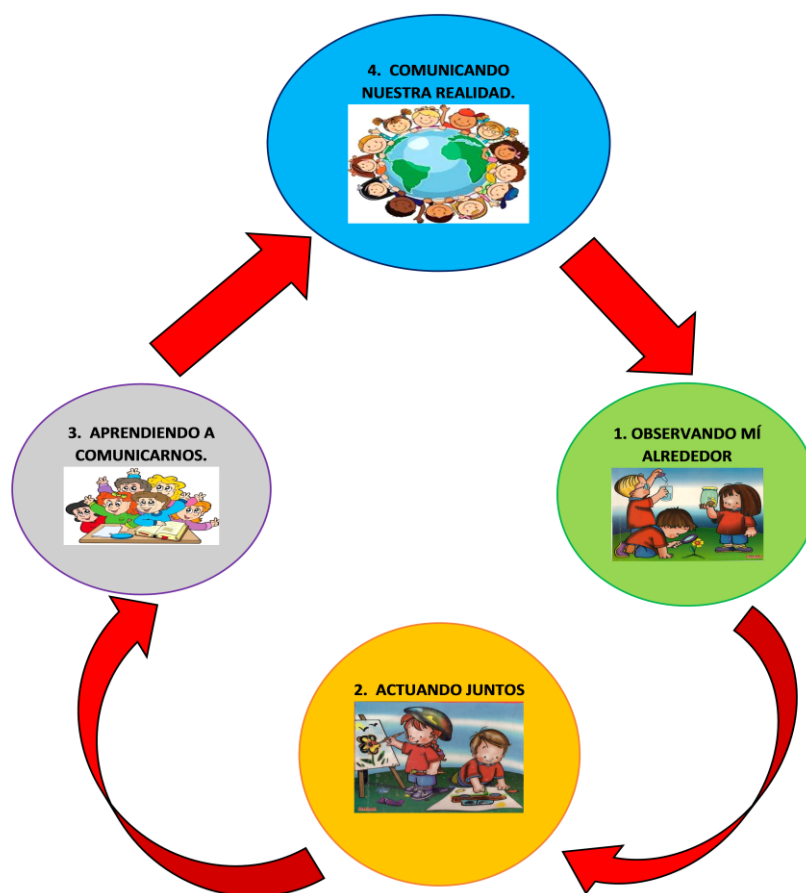 4. COMUNICANDO
NUESTRA REALIDAD.
3. APRENDIENDO A
COMUNICARNOS.
1. OBSERVANDO MÍ
ALREDEDOR
2. ACTUANDO JUNTOS